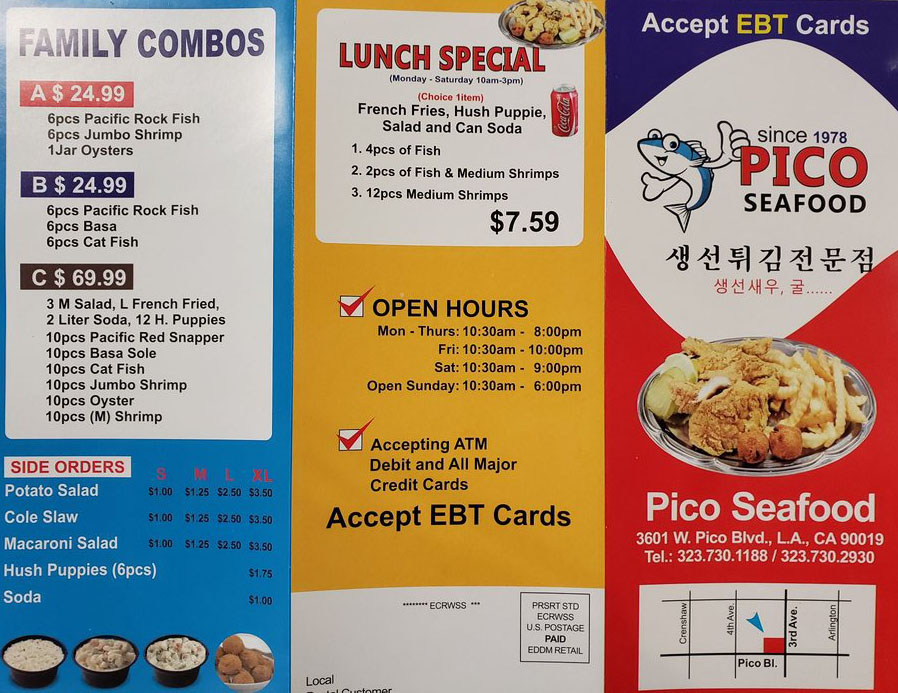 FAMILY COMBOS
A $ 24.99
6pcs Pacific Rock Fish
6pcs Jumbo Shrimp
1Jar Oysters
B $ 24.99
6pcs Pacific Rock Fish
6pcs Basa
6pcs Cat Fish
C $ 69.99
3 M Salad, L French Fried,
2 Liter Soda, 12 H. Puppies
10pcs Pacific Red Snapper
10pcs Basa Sole
10pcs Cat Fish
10pcs Jumbo Shrimp
10pcs Oyster
10pcs (M) Shrimp
SIDE ORDERS S M L XL
Potato Salad $1.00 $1.25 $2.50 $3.50
Cole Slaw $1.00 $1.25 $2.50 $3.50
Macaroni Salad $1.00 $1.25 $2.50 $3.50
Hush Puppies (6pcs) $1.75
Soda $1.00
LUNCH SPECIAL
(Monday - Saturday 10am-3pm)
(Choice 1item)
French Fries, Hush Puppie,
Salad and Can Soda
Coca-Cola
1. 4pcs of Fish
2. 2pcs of Fish & Medium Shrimps
3. 12pcs Medium Shrimps
$7.59
OPEN HOURS
Mon - Thurs: 10:30am - 8:00pm
Fri: 10:30am - 10:00pm
Sat: 10:30am - 9:00pm
Open Sunday: 10:30am - 6:00pm
Accepting ATM
Debit and All Major
Credit Cards
Accept EBT Cards
******** ECRWSS ***
PRSRT STD
ECRWSS
U.S. POSTAGE
PAID
EDDM RETAIL
Local
Postal Customer
Accept EBT Cards
since 1978
PICO
SEAFOOD
생선튀김전문점
생선새우, 굴......
Pico Seafood
3601 W. Pico Blvd., L.A., CA 90019
Tel.: 323.730.1188 / 323.730.2930
Crenshaw
4th Ave.
3rd Ave.
Arlington
Pico Bl.